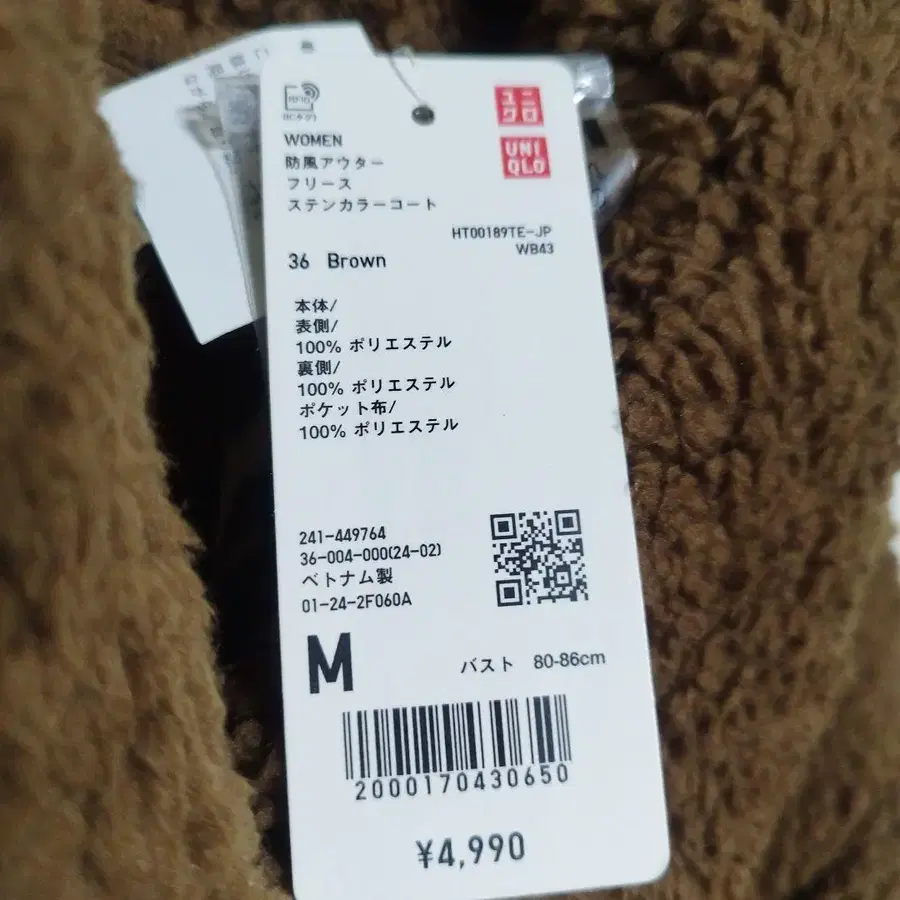 RFID
ユニ
クロ
UNI
QLO
WOMEN
防風アウター
フリース
ステンカラーコート
HT00189TE-JP
WB43
36 Brown
本体/
表側/
100% ポリエステル
裏側/
100% ポリエステル
ポケット布/
100% ポリエステル
241-449764
36-004-000(24-02)
ベトナム製
01-24-2F060A
M
バスト 80-86cm
2000170430650
¥4,990